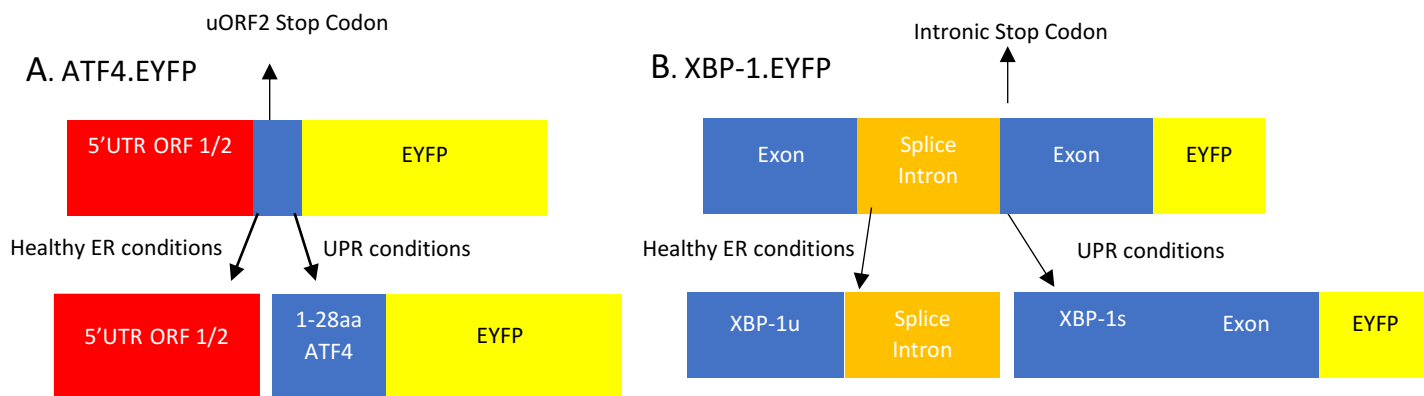 uORF2 Stop Codon
A. ATF4.EYFP
5'UTR ORF 1/2
EYFP
Healthy ER conditions
UPR conditions
5'UTR ORF 1/2
1-28aa
ATF4
EYFP
Intronic Stop Codon
B. XBP-1.EYFP
Exon
Splice
Intron
Exon
EYFP
Healthy ER conditions
UPR conditions
XBP-1u
Splice
Intron
XBP-1s
Exon
EYFP